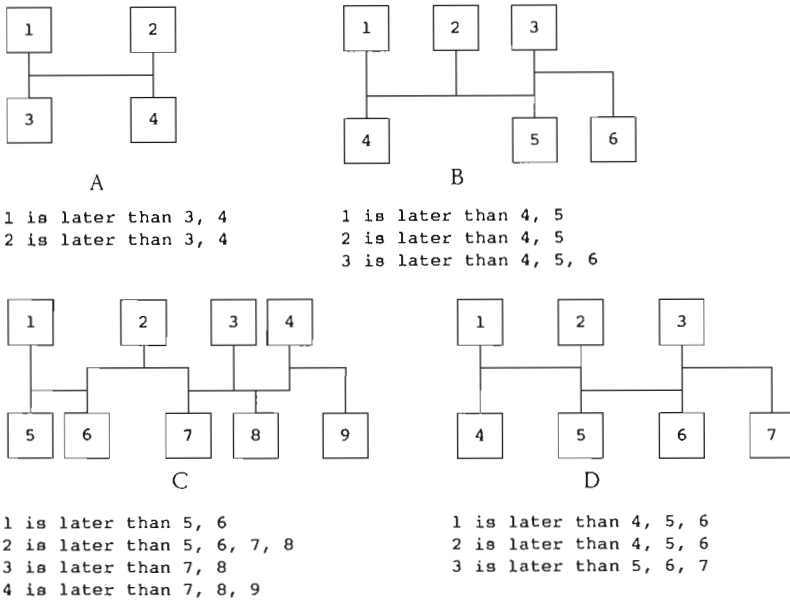 1 2
3 4
A
1 is later than 3, 4
2 is later than 3, 4
1 2 3
4 5 6
B
1 is later than 4, 5
2 is later than 4, 5
3 is later than 4, 5, 6
1 2 3 4
5 6 7 8 9
C
1 is later than 5, 6
2 is later than 5, 6, 7, 8
3 is later than 7, 8
4 is later than 7, 8, 9
1 2 3
4 5 6 7
D
1 is later than 4, 5, 6
2 is later than 4, 5, 6
3 is later than 5, 6, 7